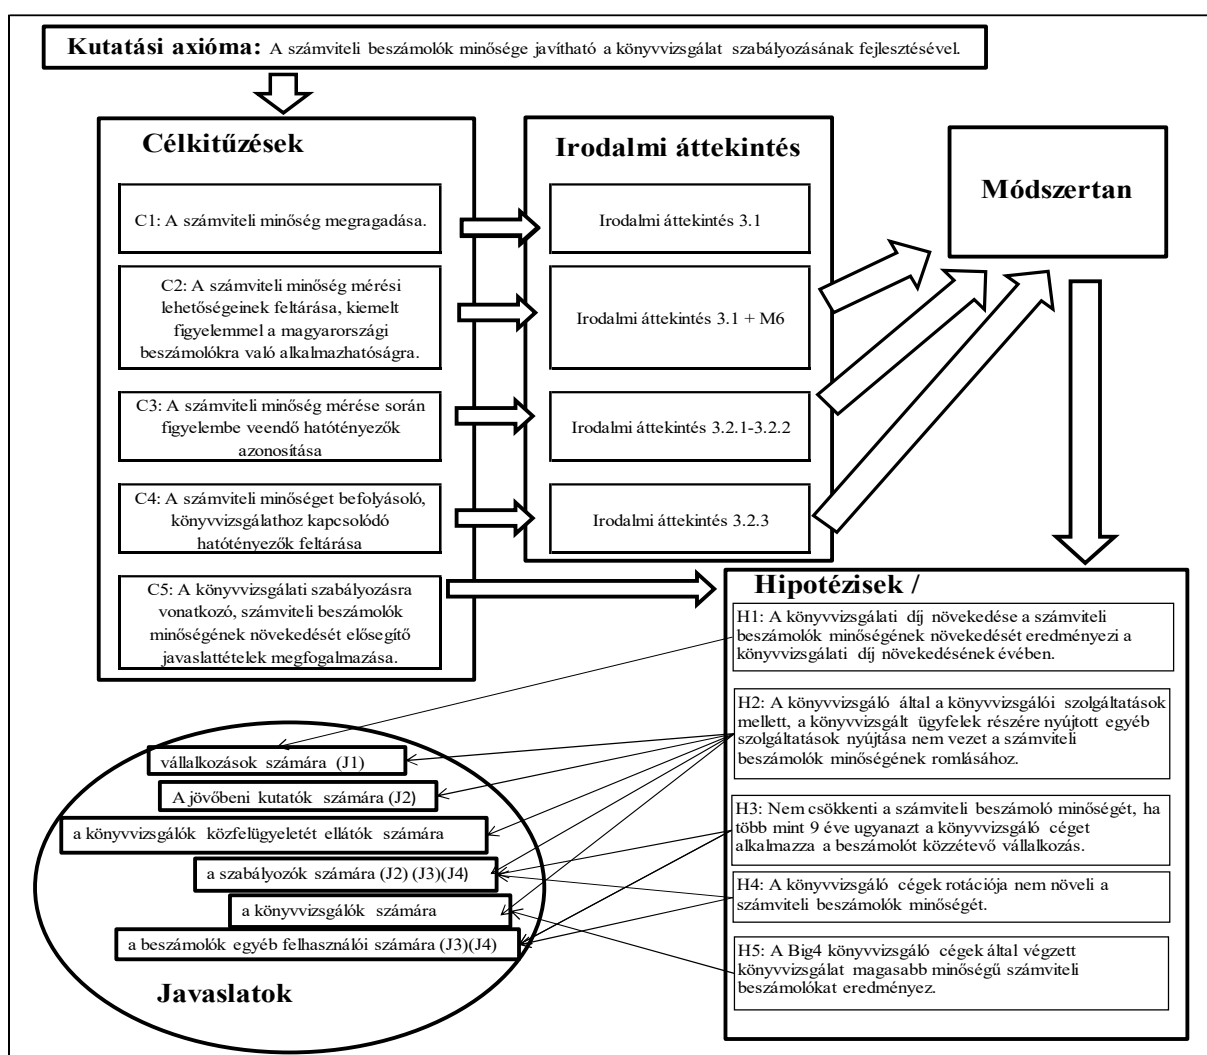 Kutatási axióma: A számviteli beszámolók minősége javítható a könyvvizsgálat szabályozásának fejlesztésével.
Célkitűzések
C1: A számviteli minőség megragadása.
C2: A számviteli minőség mérési
lehetőségeinek feltárása, kiemelt
figyelemmel a magyarországi
beszámolókra való alkalmazhatóságra.
C3: A számviteli minőség mérése során
figyelembe veendő hatótényezők
azonosítása
C4: A számviteli minőséget befolyásoló,
könyvvizsgálathoz kapcsolódó
hatótényezők feltárása
C5: A könyvvizsgálati szabályozásra
vonatkozó, számviteli beszámolók
minőségének növekedését elősegítő
javaslattételek megfogalmazása.
Irodalmi áttekintés
Irodalmi áttekintés 3.1
Irodalmi áttekintés 3.1 + M6
Irodalmi áttekintés 3.2.1-3.2.2
Irodalmi áttekintés 3.2.3
Módszertan
Hipotézisek /
H1: A könyvvizsgálati díj növekedése a számviteli
beszámolók minőségének növekedését eredményezi a
könyvvizsgálati díj növekedésének évében.
H2: A könyvvizsgáló által a könyvvizsgálói szolgáltatások
mellett, a könyvvizsgált ügyfelek részére nyújtott egyéb
szolgáltatások nyújtása nem vezet a számviteli
beszámolók minőségének romlásához.
H3: Nem csökkenti a számviteli beszámoló minőségét, ha
több mint 9 éve ugyanazt a könyvvizsgáló céget
alkalmazza a beszámolót közzétevő vállalkozás.
H4: A könyvvizsgáló cégek rotációja nem növeli a
számviteli beszámolók minőségét.
H5: A Big4 könyvvizsgáló cégek által végzett
könyvvizsgálat magasabb minőségű számviteli
beszámolókat eredményez.
vállalkozások számára (J1)
A jövőbeni kutatók számára (J2)
a könyvvizsgálók közfelügyeletét ellátók számára
a szabályozók számára (J2) (J3)(J4)
a könyvvizsgálók számára
a beszámolók egyéb felhasználói számára (J3)(J4)
Javaslatok